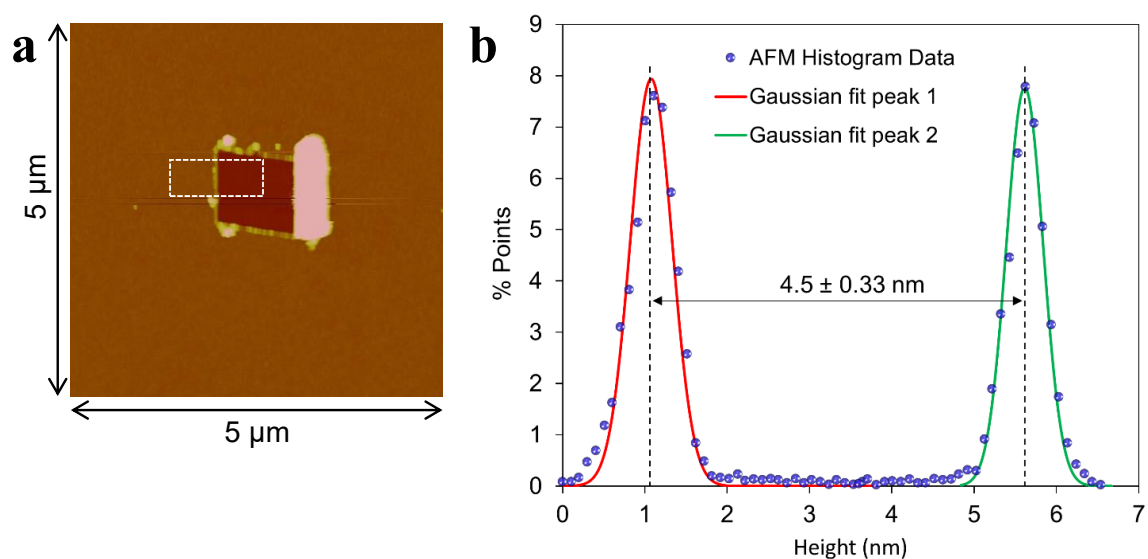 a
5 µm
5 µm
b
% Points
9
8
7
6
5
4
3
2
1
0
AFM Histogram Data
Gaussian fit peak 1
Gaussian fit peak 2
4.5 ± 0.33 nm
0 1 2 3 4 5 6 7
Height (nm)